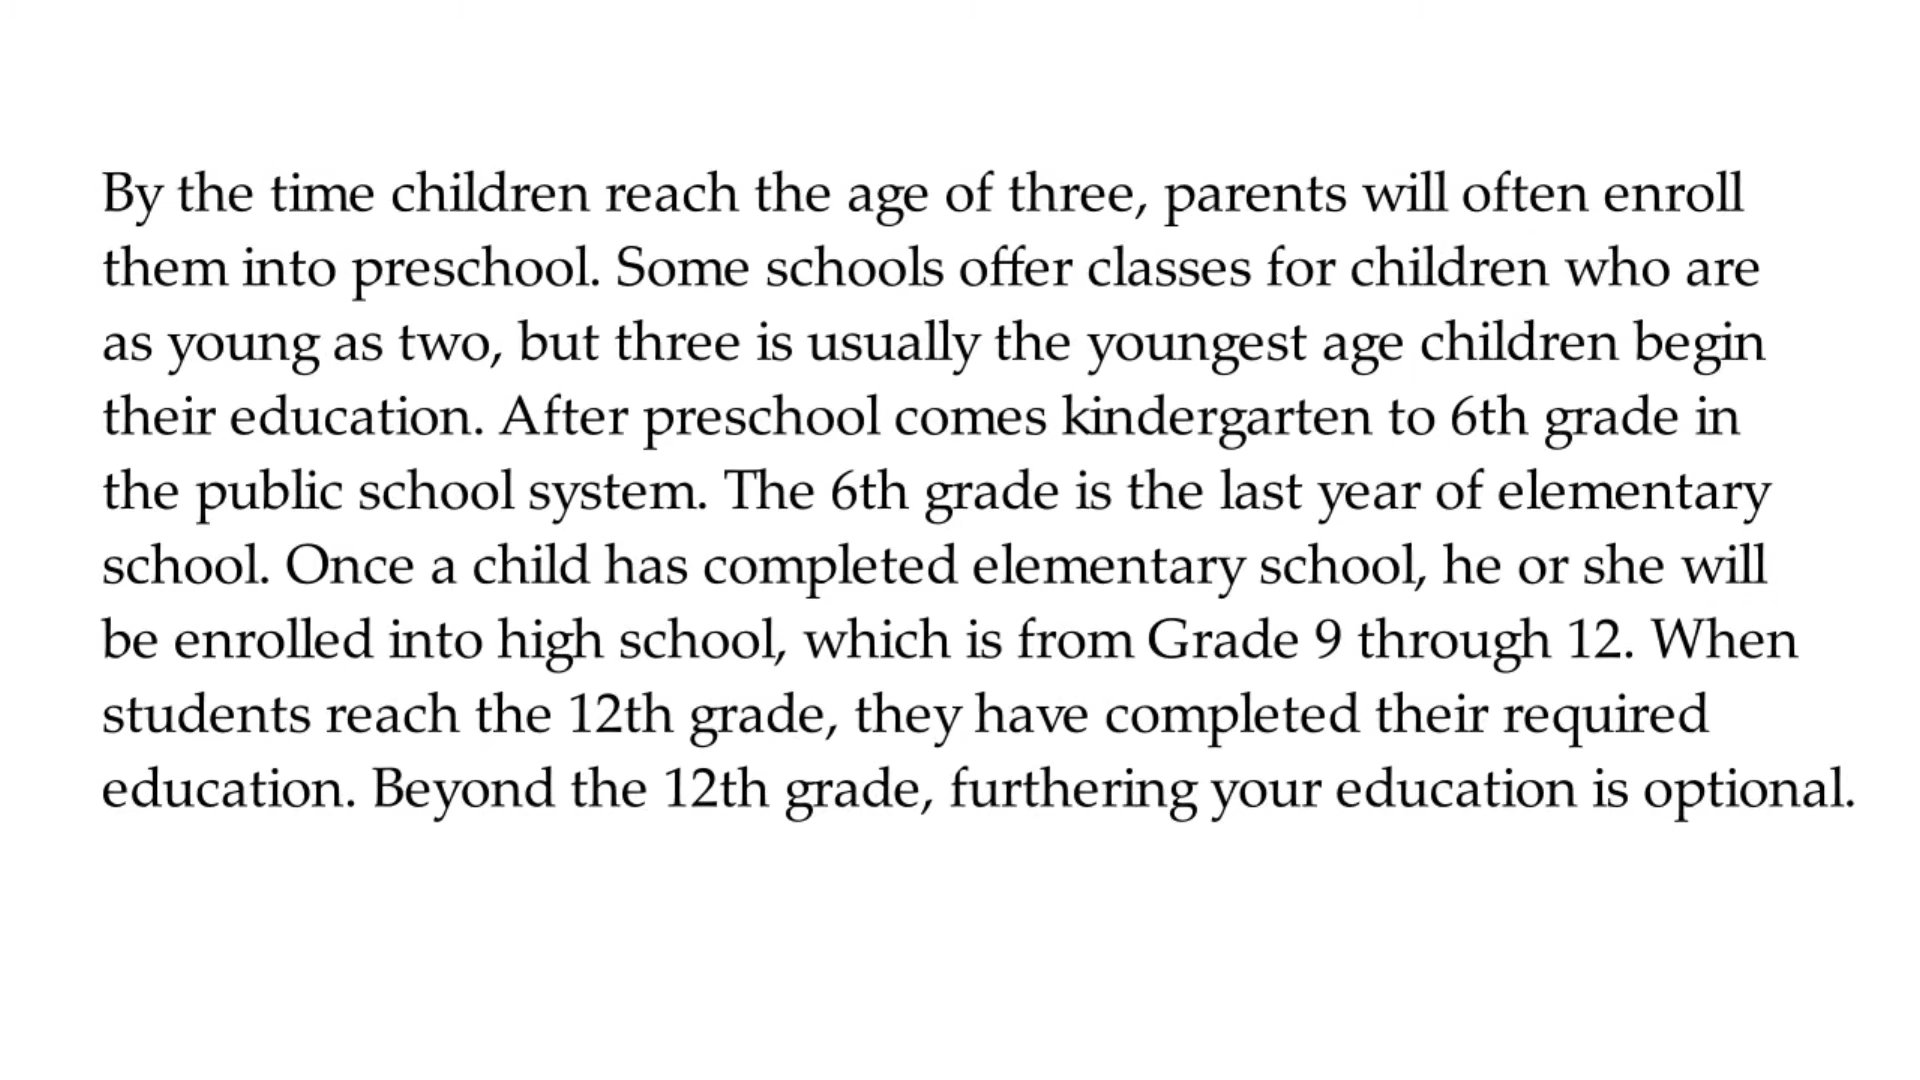 By the time children reach the age of three, parents will often enroll
them into preschool. Some schools offer classes for children who are
as young as two, but three is usually the youngest age children begin
their education. After preschool comes kindergarten to 6th grade in
the public school system. The 6th grade is the last year of elementary
school. Once a child has completed elementary school, he or she will
be enrolled into high school, which is from Grade 9 through 12. When
students reach the 12th grade, they have completed their required
education. Beyond the 12th grade, furthering your education is optional.